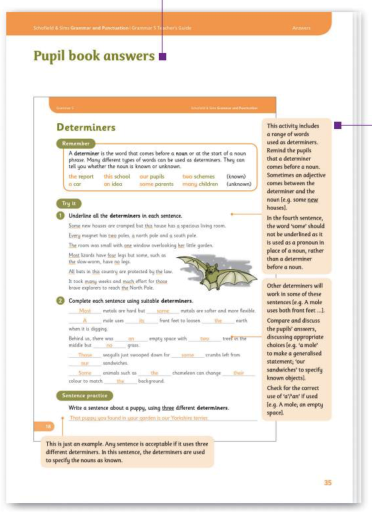 Schofield & Sims Grammar and Punctuation Grammar 5 Teacher's Guide
Answers
Pupil book answers
Schofield & Sims Grammar and Punctuation
Determiners
Remember
A determiner is the word that comes before a noun or at the start of a noun
phrase. Many different types of words can be used as determiners. They can
tell you whether the noun is known or unknown.
the report this school our pupils two schemes (known)
a car an idea some parents many children (unknown)
Try it
1 Underline all the determiners in each sentence.
Some new houses are cramped but this house has a spacious living room.
Every magnet has two poles, a north pole and a south pole.
The room was small with one window overlooking her little garden.
Most lizards have four legs but some, such as
the slow-worm, have no legs.
All bats in this country are protected by the law.
It took many weeks and much effort for those
brave explorers to reach the North Pole.
2 Complete each sentence using suitable determiners.
Most metals are hard but some metals are softer and more flexible.
A mole uses its front feet to loosen the earth
when it is digging.
Behind us, there was an empty space with two trees in the
middle but no grass.
Those seagulls just swooped down for some crumbs left from
our sandwiches.
Some animals such as the chameleon can change their
colour to match the background.
Sentence practice
Write a sentence about a puppy, using three different determiners.
That puppy you found in your garden is our Yorkshire terrier.
This is just an example. Any sentence is acceptable if it uses three
different determiners. In this sentence, the determiners are used
to specify the nouns as known.
This activity includes
a range of words
used as determiners.
Remind the pupils
that a determiner
comes before a noun.
Sometimes an adjective
comes between the
determiner and the
noun (e.g. some new
houses).
In the fourth sentence,
the word 'some' should
not be underlined as it
is used as a pronoun in
place of a noun, rather
than a determiner
before a noun.
Other determiners will
work in some of these
sentences (e.g. A mole
uses both front feet ...).
Compare and discuss
the pupils' answers,
discussing appropriate
choices (e.g. 'a mole'
to make a generalised
statement; 'our
sandwiches' to specify
known objects).
Check for the correct
use of 'a'/'an' if used
(e.g. A mole, an empty
space).
35